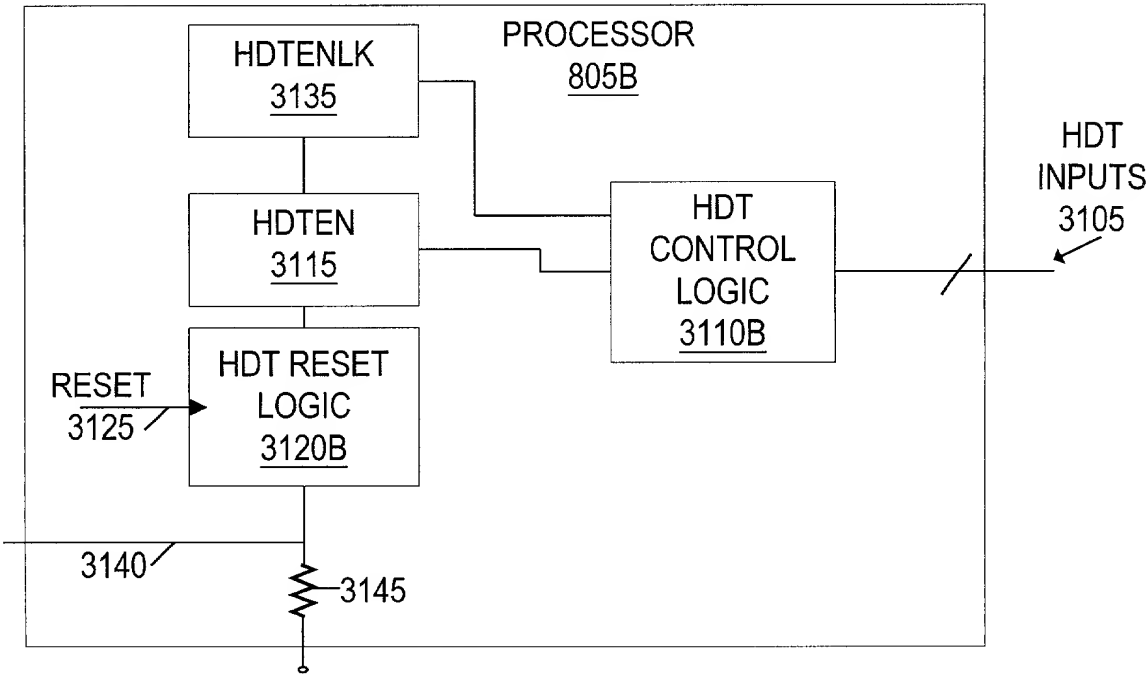 PROCESSOR
805B
HDTENLK
3135
HDT
INPUTS
3105
HDTEN
3115
HDT
CONTROL
LOGIC
3110B
HDT RESET
LOGIC
3120B
RESET
3125
3140
3145